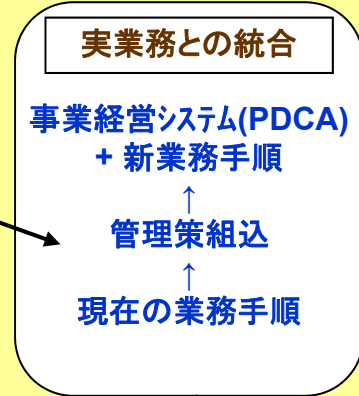 実業務との統合
事業経営システム(PDCA)
+ 新業務手順
↑
管理策組込
↑
現在の業務手順